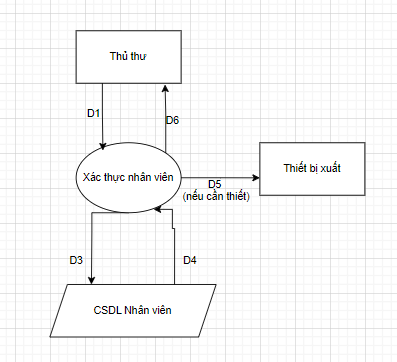 Thủ thư
D1
D6
Xác thực nhân viên
Thiết bị xuất
D5
(nếu cần thiết)
D3
D4
CSDL Nhân viên